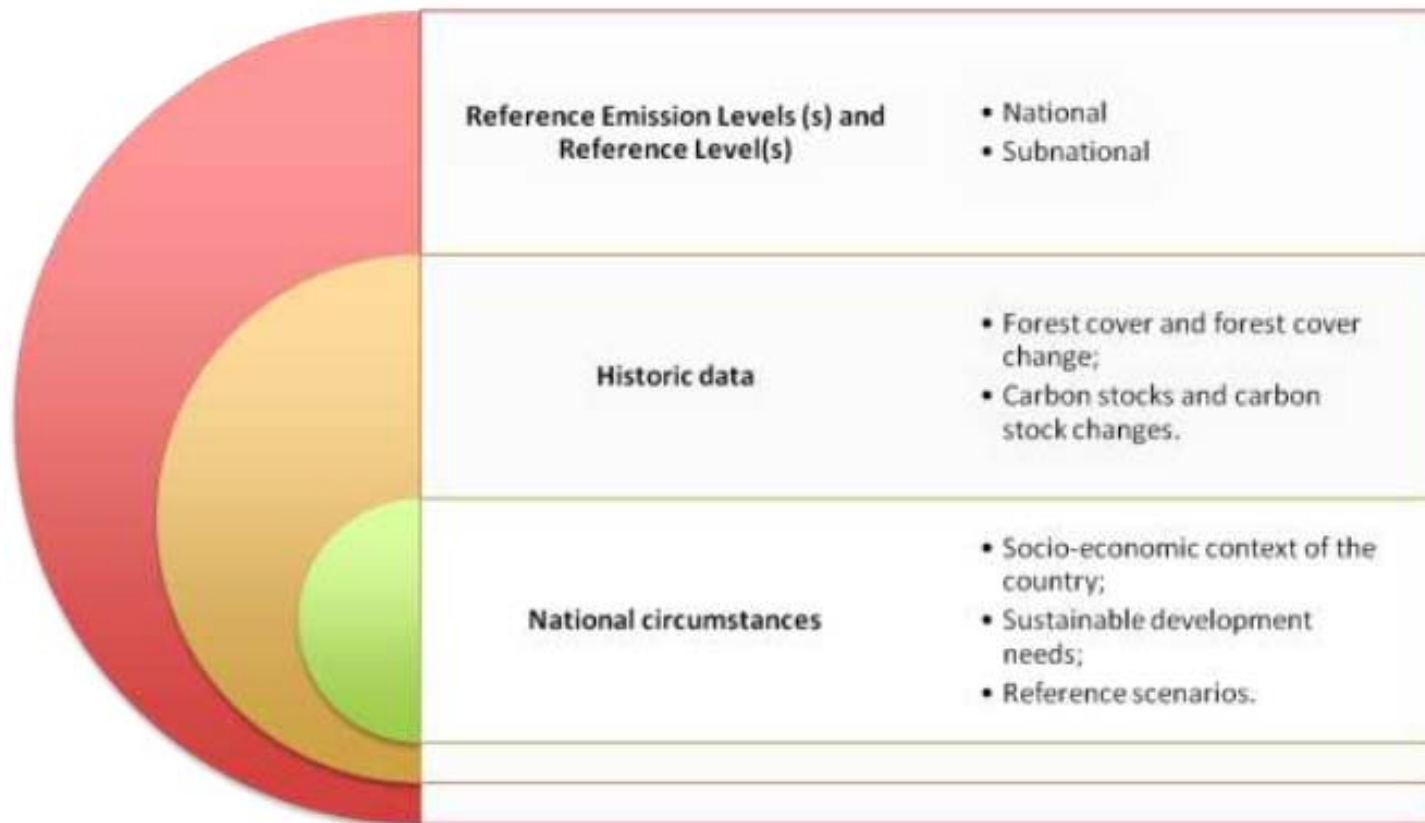 Reference Emission Levels (s) and
Reference Level(s)
• National
• Subnational
Historic data
• Forest cover and forest cover
change;
• Carbon stocks and carbon
stock changes.
National circumstances
• Socio-economic context of the
country;
• Sustainable development
needs;
• Reference scenarios.